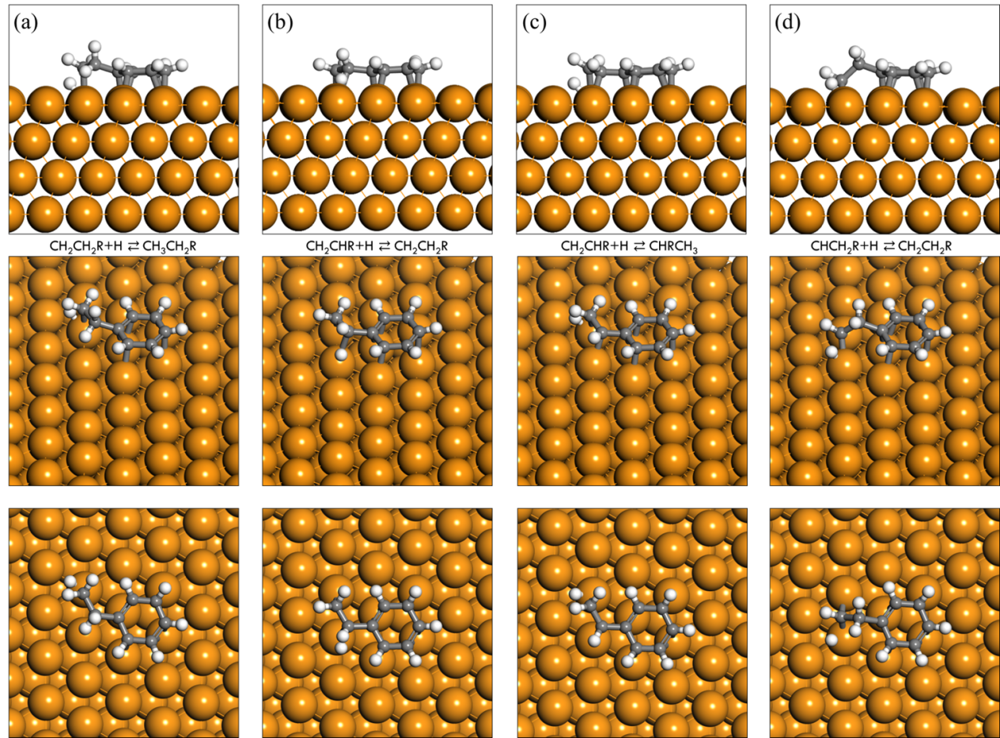 (a) (b) (c) (d)
CH₂CH₂R+H ⇄ CH₃CH₂R CH₂CHR+H ⇄ CH₂CH₂R CH₂CHR+H ⇄ CHRCH₃ CHCH₂R+H ⇄ CH₂CH₂R